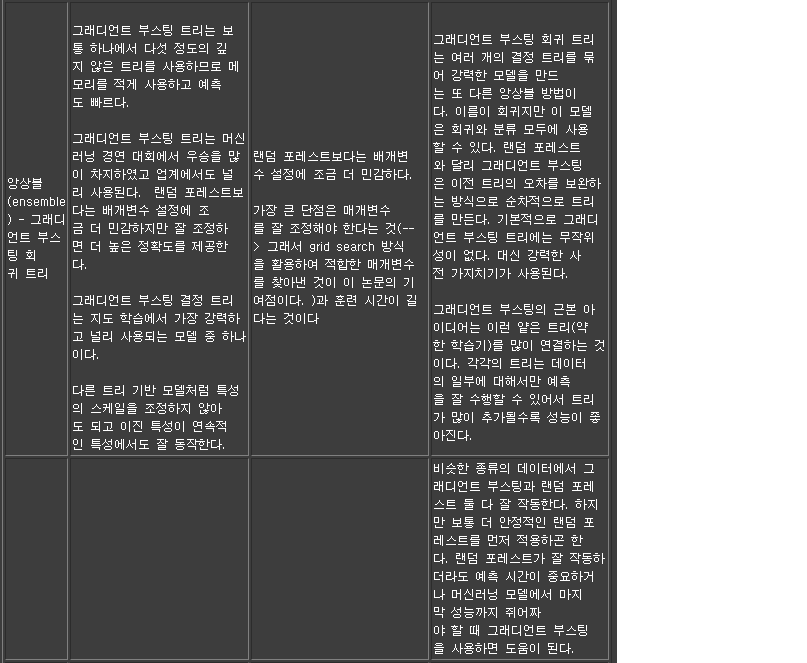 앙상블
(ensemble
) - 그래디
언트 부스
팅 회
귀 트리
그래디언트 부스팅 트리는 보
통 하나에서 다섯 정도의 깊
지 않은 트리를 사용하므로 메
모리를 적게 사용하고 예측
도 빠르다.
그래디언트 부스팅 트리는 머신
러닝 경연 대회에서 우승을 많
이 차지하였고 업계에서도 널
리 사용된다. 랜덤 포레스트보
다는 배개변수 설정에 조
금 더 민감하지만 잘 조정하
면 더 높은 정확도를 제공한
다.
그래디언트 부스팅 결정 트리
는 지도 학습에서 가장 강력하
고 널리 사용되는 모델 중 하나
이다.
다른 트리 기반 모델처럼 특성
의 스케일을 조정하지 않아
도 되고 이진 특성이 연속적
인 특성에서도 잘 동작한다.
랜덤 포레스트보다는 배개변
수 설정에 조금 더 민감하다.
가장 큰 단점은 매개변수
를 잘 조정해야 한다는 것(--
> 그래서 grid search 방식
을 활용하여 적합한 매개변수
를 찾아낸 것이 이 논문의 기
여점이다. )과 훈련 시간이 길
다는 것이다
그래디언트 부스팅 회귀 트리
는 여러 개의 결정 트리를 묶
어 강력한 모델을 만드
는 또 다른 앙상블 방법이
다. 이름이 회귀지만 이 모델
은 회귀와 분류 모두에 사용
할 수 있다. 랜덤 포레스트
와 달리 그래디언트 부스팅
은 이전 트리의 오차를 보완하
는 방식으로 순차적으로 트리
를 만든다. 기본적으로 그래디
언트 부스팅 트리에는 무작위
성이 없다. 대신 강력한 사
전 가지치기가 사용된다.
그래디언트 부스팅의 근본 아
이디어는 이런 얕은 트리(약
한 학습기)를 많이 연결하는 것
이다. 각각의 트리는 데이터
의 일부에 대해서만 예측
을 잘 수행할 수 있어서 트리
가 많이 추가될수록 성능이 좋
아진다.
비슷한 종류의 데이터에서 그
래디언트 부스팅과 랜덤 포레
스트 둘 다 잘 작동한다. 하지
만 보통 더 안정적인 랜덤 포
레스트를 먼저 적용하곤 한
다. 랜덤 포레스트가 잘 작동하
더라도 예측 시간이 중요하거
나 머신러닝 모델에서 마지
막 성능까지 쥐어짜
야 할 때 그래디언트 부스팅
을 사용하면 도움이 된다.